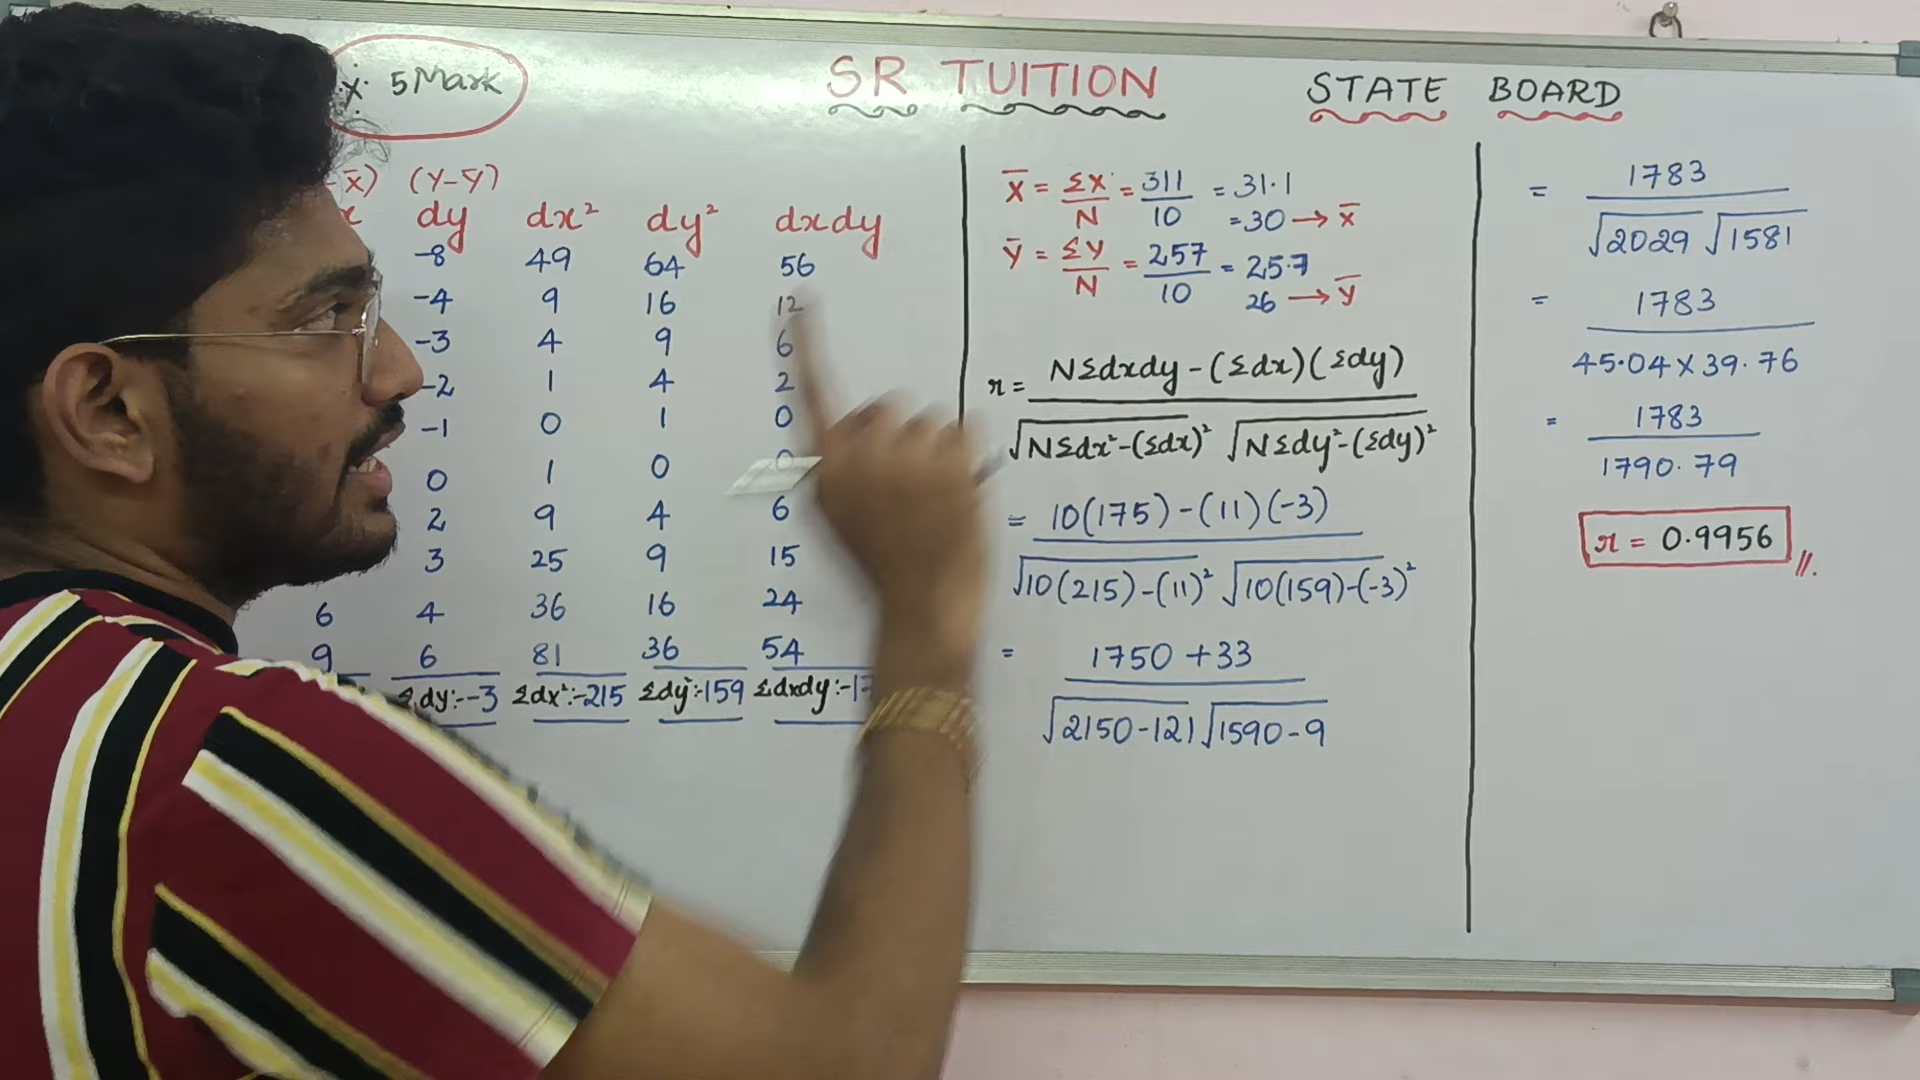 5 Mark
SR TUITION
STATE BOARD
-x̄) (Y-Ȳ)
dy dx² dy² dxdy
-8 49 64 56
-4 9 16 12
-3 4 9 6
-2 1 4 2
-1 0 1 0
0 1 0 0
2 9 4 6
3 25 9 15
6 4 36 16 24
9 6 81 36 54
Σdy:--3 Σdx²:-215 Σdy²:-159 Σdxdy:-17
X̄ = ΣX/N = 311/10 = 31.1
=30 → X̄
Ȳ = ΣY/N = 257/10 = 25.7
26 → Ȳ
r = NΣdxdy-(Σdx)(Σdy)
√NΣdx²-(Σdx)² √NΣdy²-(Σdy)²
= 10(175)-(11)(-3)
√10(215)-(11)² √10(159)-(-3)²
= 1750+33
√2150-121 √1590-9
= 1783
√2029 √1581
= 1783
45.04×39.76
= 1783
1790.79
r = 0.9956 //.